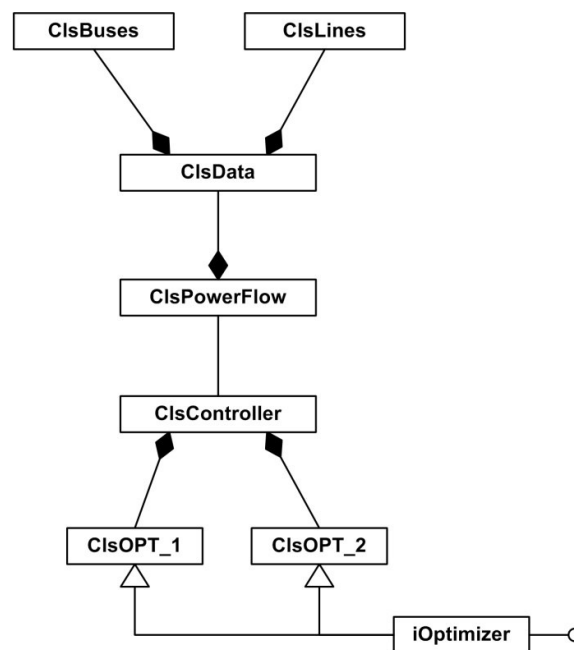 ClsBuses
ClsLines
ClsData
ClsPowerFlow
ClsController
ClsOPT_1
ClsOPT_2
iOptimizer